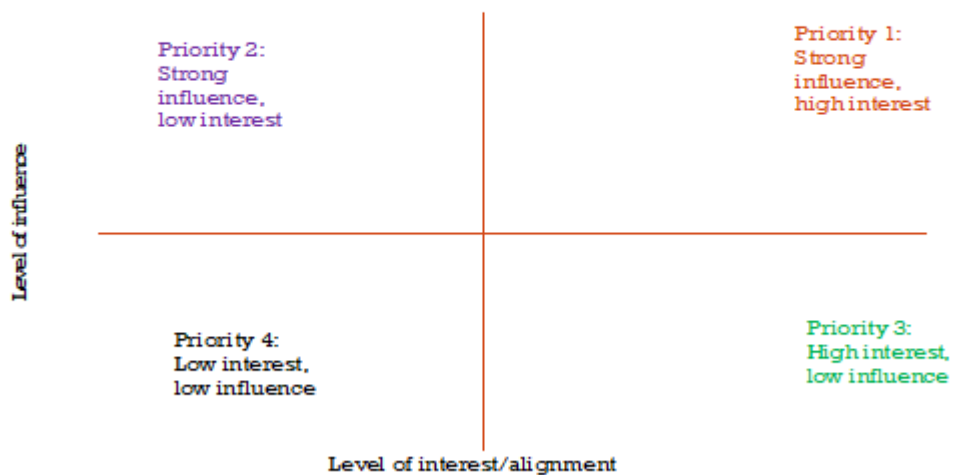 Priority 2:
Strong
influence,
low interest
Priority 1:
Strong
influence,
high interest
Level of influence
Priority 4:
Low interest,
low influence
Priority 3:
High interest,
low influence
Level of interest/alignment